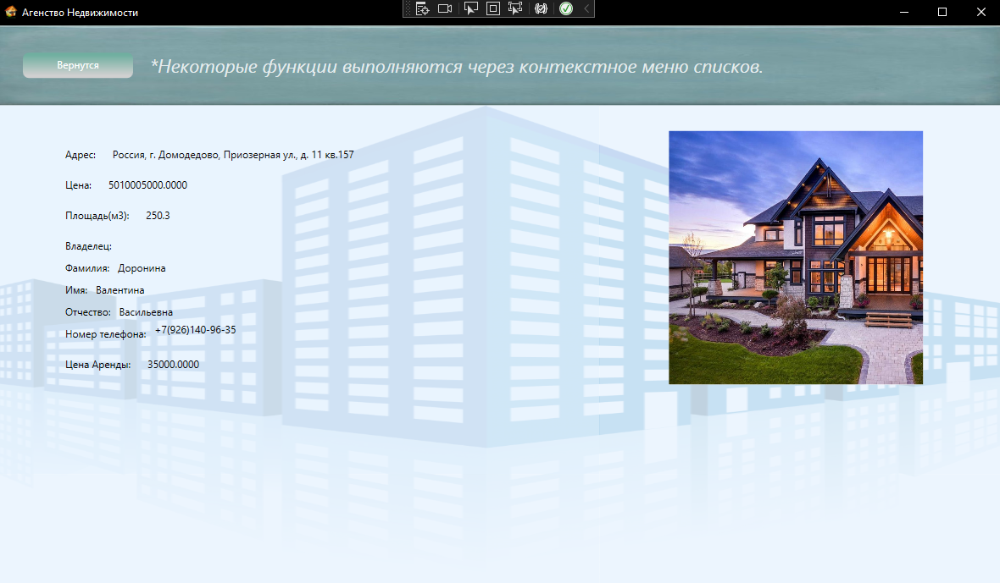 Агенство Недвижимости
Вернутся
*Некоторые функции выполняются через контекстное меню списков.
Адрес: Россия, г. Домодедово, Приозерная ул., д. 11 кв.157
Цена: 5010005000.0000
Площадь(м3): 250.3
Владелец:
Фамилия: Доронина
Имя: Валентина
Отчество: Васильевна
Номер телефона: +7(926)140-96-35
Цена Аренды: 35000.0000